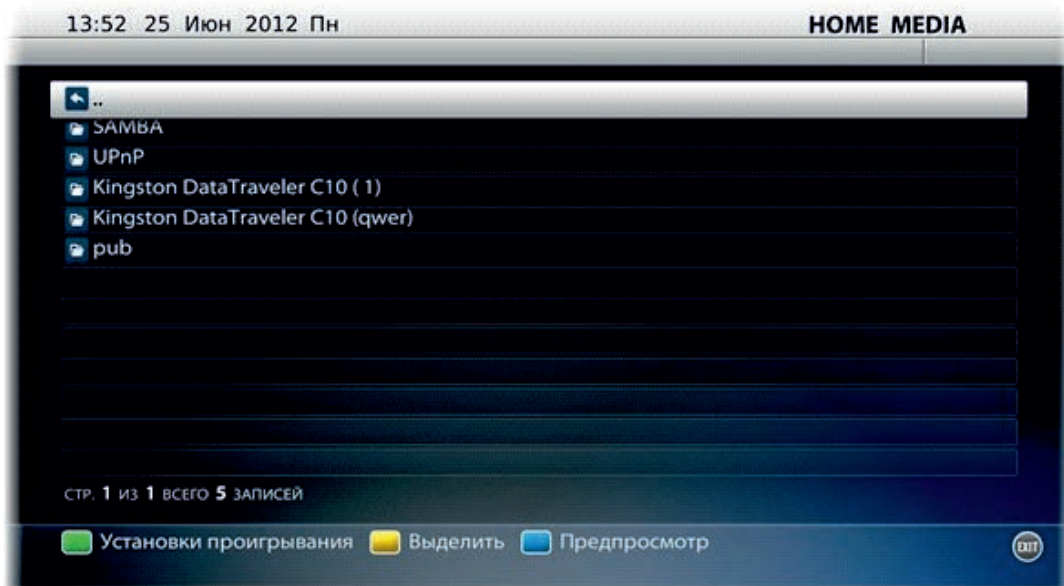 13:52 25 Июн 2012 Пн HOME MEDIA
..
SAMBA
UPnP
Kingston DataTraveler C10 ( 1)
Kingston DataTraveler C10 (qwer)
pub
СТР. 1 ИЗ 1 ВСЕГО 5 ЗАПИСЕЙ
Установки проигрывания Выделить Предпросмотр EXIT